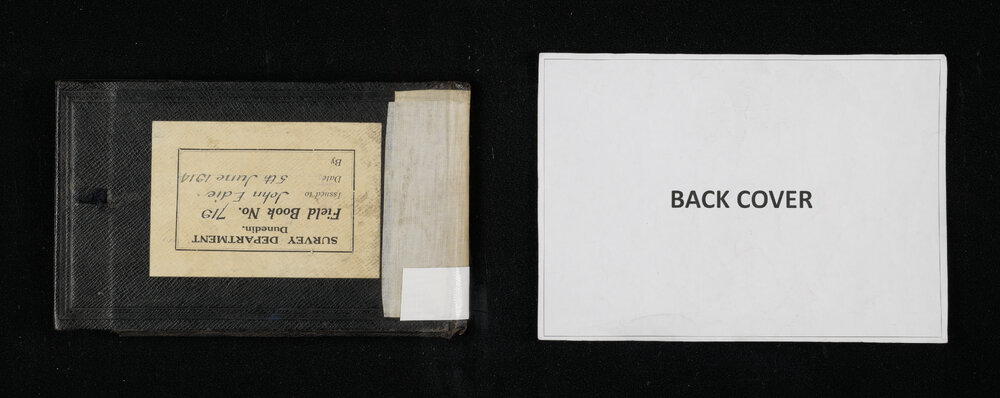 SURVEY DEPARTMENT
Dunedin.
Field Book No. 719
Issued to John Edie
Date 5th June 1914
By
BACK COVER